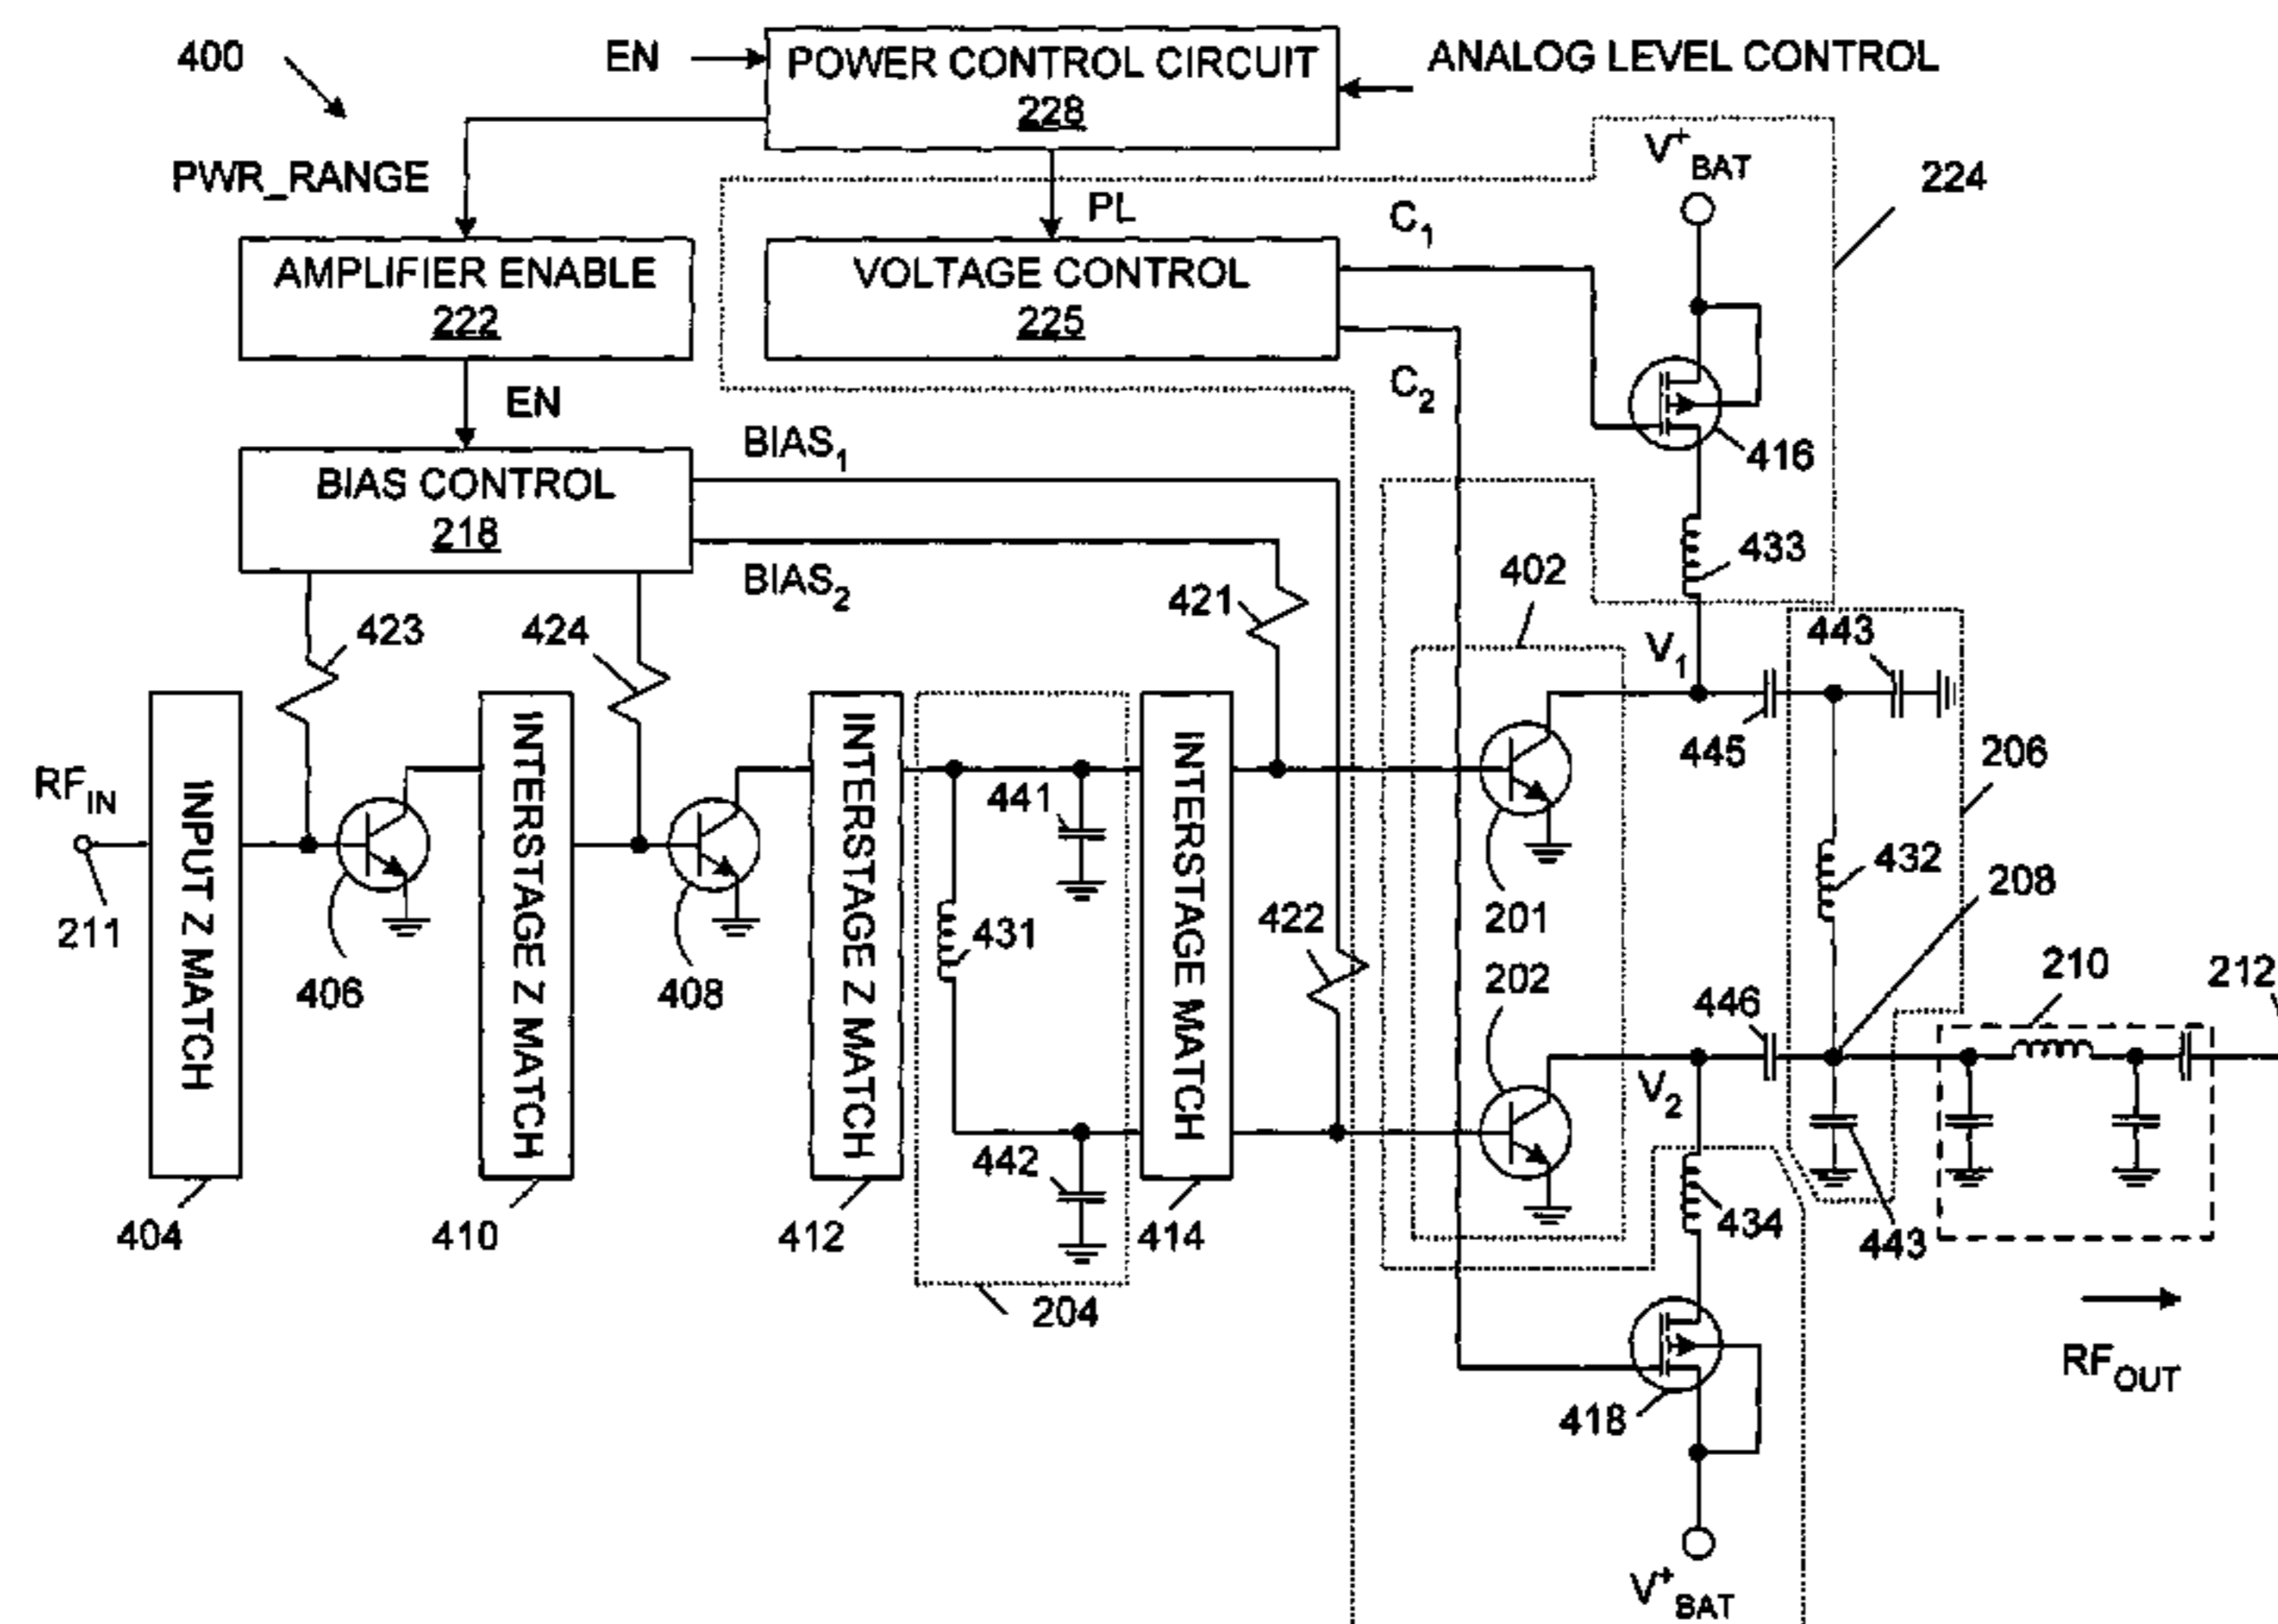 400
EN
POWER CONTROL CIRCUIT
228
ANALOG LEVEL CONTROL
PWR_RANGE
PL
C1
V+BAT
224
AMPLIFIER ENABLE
222
VOLTAGE CONTROL
225
EN
C2
BIAS1
416
BIAS CONTROL
218
BIAS2
433
402
421
423
424
V1
443
445
206
RFIN
211
INPUT Z MATCH
INTERSTAGE Z MATCH
INTERSTAGE Z MATCH
INTERSTAGE MATCH
441
432
208
201
431
422
406
408
202
446
210
212
V2
442
434
443
404
410
412
414
204
RFOUT
418
V+BAT